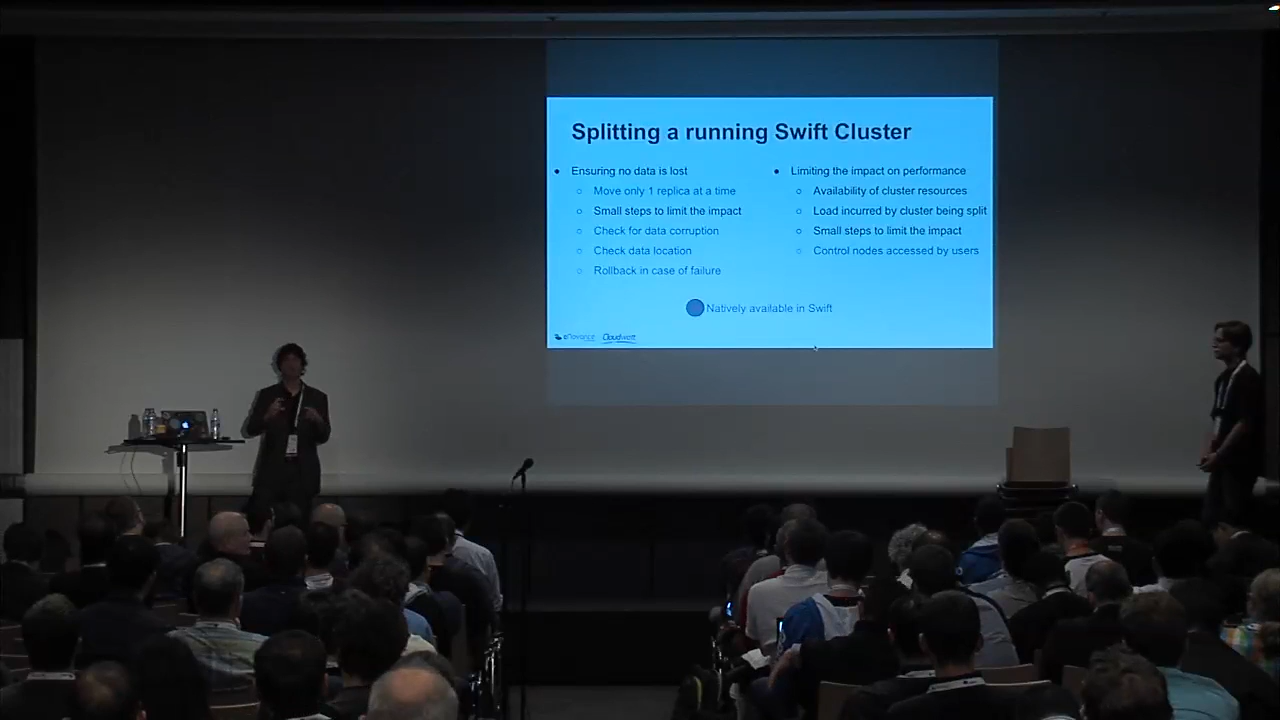 Splitting a running Swift Cluster
Ensuring no data is lost
Move only 1 replica at a time
Small steps to limit the impact
Check for data corruption
Check data location
Rollback in case of failure
Limiting the impact on performance
Availability of cluster resources
Load incurred by cluster being split
Small steps to limit the impact
Control nodes accessed by users
Natively available in Swift
eNovance Cloudwatt